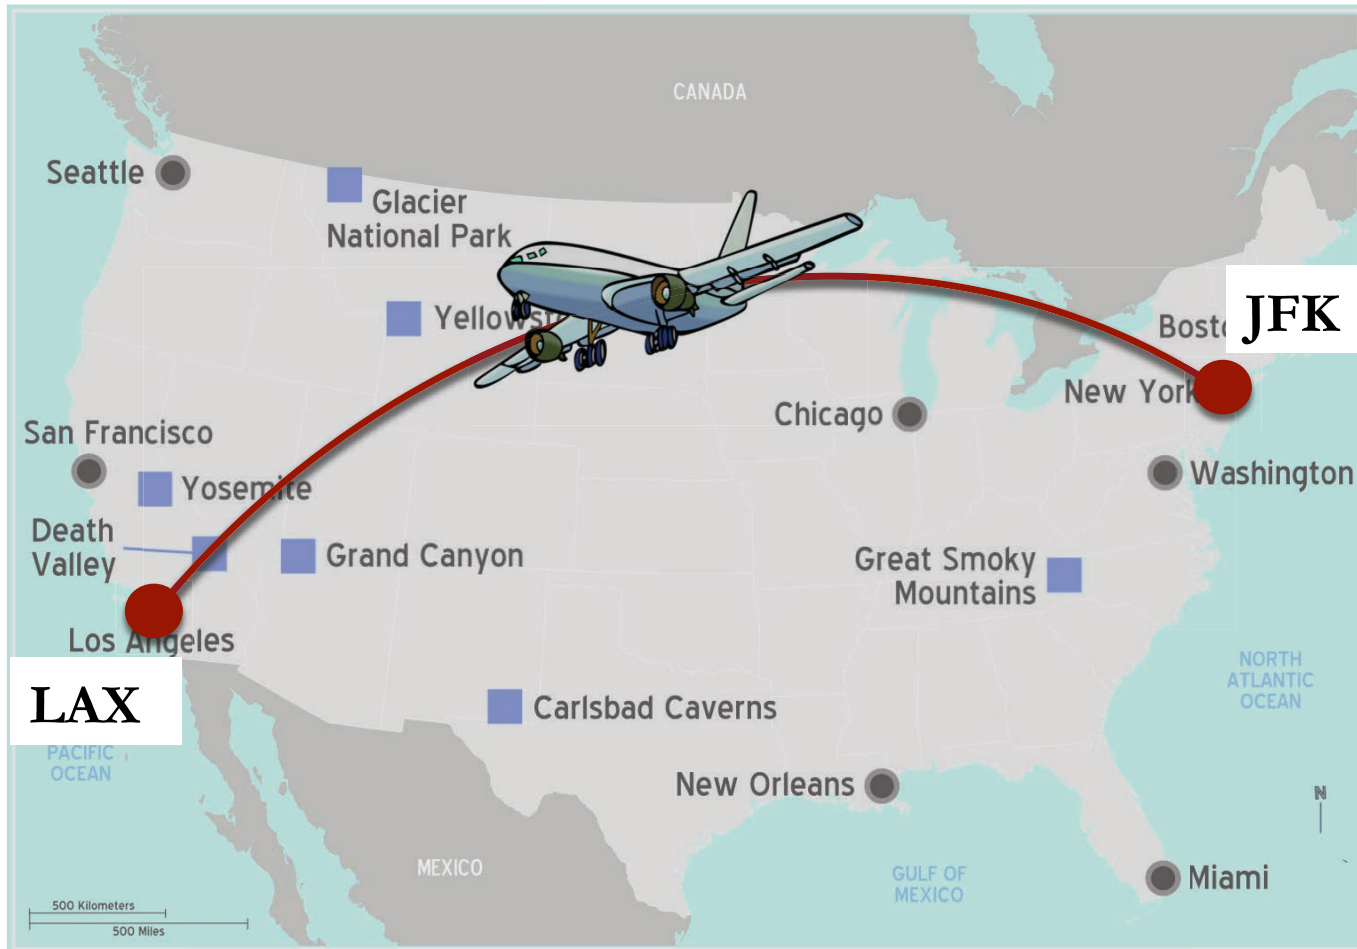 CANADA
Seattle
Glacier
National Park
JFK
Yellowst
Bosto
New York
Chicago
San Francisco
Washington
Yosemite
Death
Valley
Grand Canyon
Great Smoky
Mountains
Los Angeles
NORTH
ATLANTIC
OCEAN
LAX
Carlsbad Caverns
PACIFIC
OCEAN
New Orleans
N
MEXICO
GULF OF
MEXICO
Miami
500 Kilometers
500 Miles